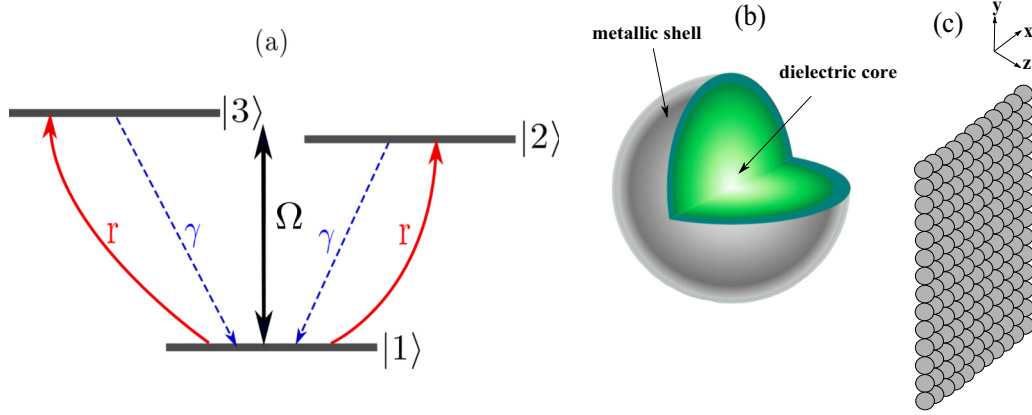 (a)
|3⟩
|2⟩
Ω
r
γ
γ
r
|1⟩
(b)
metallic shell
dielectric core
(c)
y
x
z